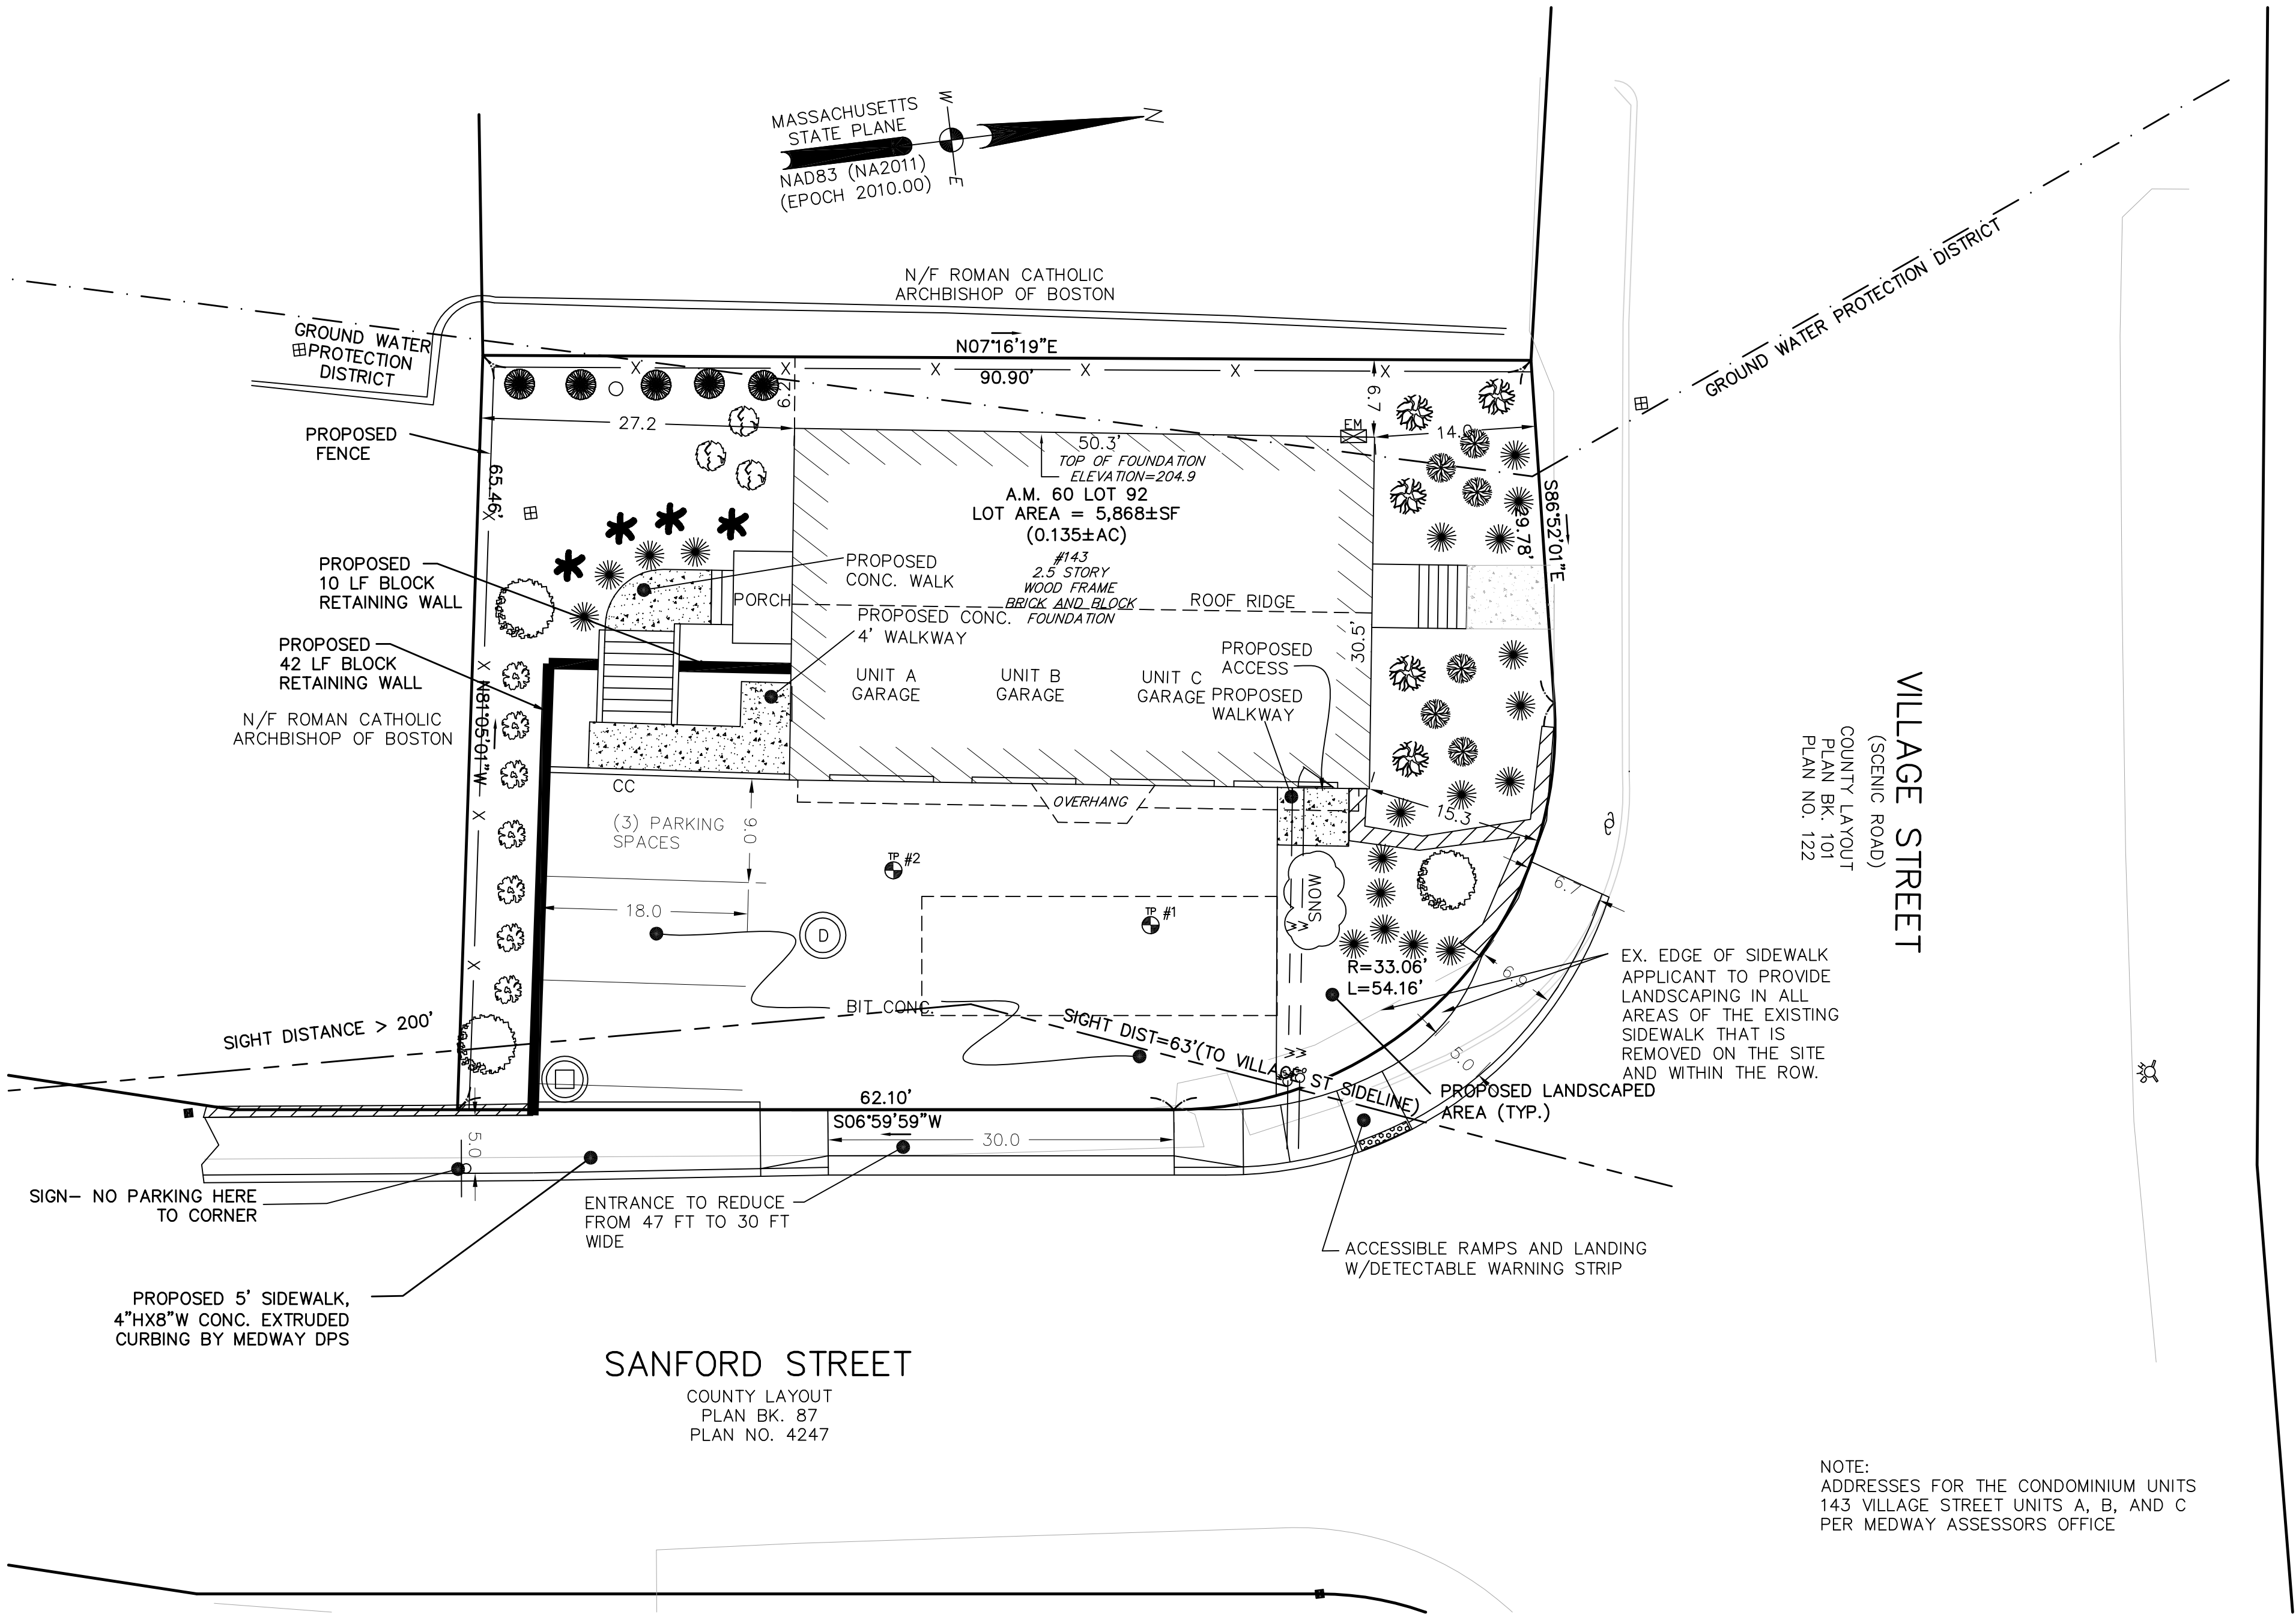 MASSACHUSETTS
STATE PLANE
NAD83 (NA2011)
(EPOCH 2010.00)
W
E
N
N/F ROMAN CATHOLIC
ARCHBISHOP OF BOSTON
GROUND WATER
PROTECTION
DISTRICT
GROUND WATER PROTECTION DISTRICT
N07°16'19"E
90.90'
X X X X X X
27.2
7.9
6.7
EM
14.0
50.3'
TOP OF FOUNDATION
ELEVATION=204.9
A.M. 60 LOT 92
LOT AREA = 5,868±SF
(0.135±AC)
#143
2.5 STORY
WOOD FRAME
BRICK AND BLOCK
FOUNDATION
ROOF RIDGE
30.5'
PROPOSED
FENCE
65.46'
N81°05'01"W
X X X X
S86°52'01"E
29.78'
PROPOSED
10 LF BLOCK
RETAINING WALL
PROPOSED
42 LF BLOCK
RETAINING WALL
N/F ROMAN CATHOLIC
ARCHBISHOP OF BOSTON
PORCH
PROPOSED
CONC. WALK
PROPOSED CONC.
4' WALKWAY
UNIT A
GARAGE
UNIT B
GARAGE
UNIT C
GARAGE
PROPOSED
ACCESS
PROPOSED
WALKWAY
CC
(3) PARKING
SPACES
9.0
18.0
OVERHANG
TP #2
TP #1
D
SNOW
W
W
15.3
6.7
6.9
5.0
R=33.06'
L=54.16'
BIT CONC.
SIGHT DISTANCE > 200'
SIGHT DIST=63'(TO VILLAGE ST SIDELINE)
EX. EDGE OF SIDEWALK
APPLICANT TO PROVIDE
LANDSCAPING IN ALL
AREAS OF THE EXISTING
SIDEWALK THAT IS
REMOVED ON THE SITE
AND WITHIN THE ROW.
PROPOSED LANDSCAPED
AREA (TYP.)
VILLAGE STREET
(SCENIC ROAD)
COUNTY LAYOUT
PLAN BK. 101
PLAN NO. 122
62.10'
S06°59'59"W
30.0
5.0
SIGN– NO PARKING HERE
TO CORNER
ENTRANCE TO REDUCE
FROM 47 FT TO 30 FT
WIDE
ACCESSIBLE RAMPS AND LANDING
W/DETECTABLE WARNING STRIP
PROPOSED 5' SIDEWALK,
4"HX8"W CONC. EXTRUDED
CURBING BY MEDWAY DPS
SANFORD STREET
COUNTY LAYOUT
PLAN BK. 87
PLAN NO. 4247
NOTE:
ADDRESSES FOR THE CONDOMINIUM UNITS
143 VILLAGE STREET UNITS A, B, AND C
PER MEDWAY ASSESSORS OFFICE